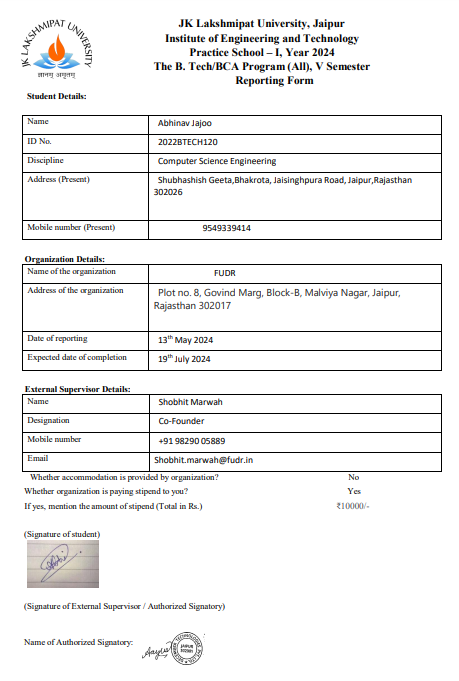 JK LAKSHMIPAT UNIVERSITY
ज्ञानम् अमृतम्
JK Lakshmipat University, Jaipur
Institute of Engineering and Technology
Practice School – I, Year 2024
The B. Tech/BCA Program (All), V Semester
Reporting Form
Student Details:
Name Abhinav Jajoo
ID No. 2022BTECH120
Discipline Computer Science Engineering
Address (Present) Shubhashish Geeta,Bhakrota, Jaisinghpura Road, Jaipur,Rajasthan
302026
Mobile number (Present) 9549339414
Organization Details:
Name of the organization FUDR
Address of the organization Plot no. 8, Govind Marg, Block-B, Malviya Nagar, Jaipur,
Rajasthan 302017
Date of reporting 13th May 2024
Expected date of completion 19th July 2024
External Supervisor Details:
Name Shobhit Marwah
Designation Co-Founder
Mobile number +91 98290 05889
Email Shobhit.marwah@fudr.in
Whether accommodation is provided by organization? No
Whether organization is paying stipend to you? Yes
If yes, mention the amount of stipend (Total in Rs.) ₹10000/-
(Signature of student)
(Signature of External Supervisor / Authorized Signatory)
Name of Authorized Signatory: